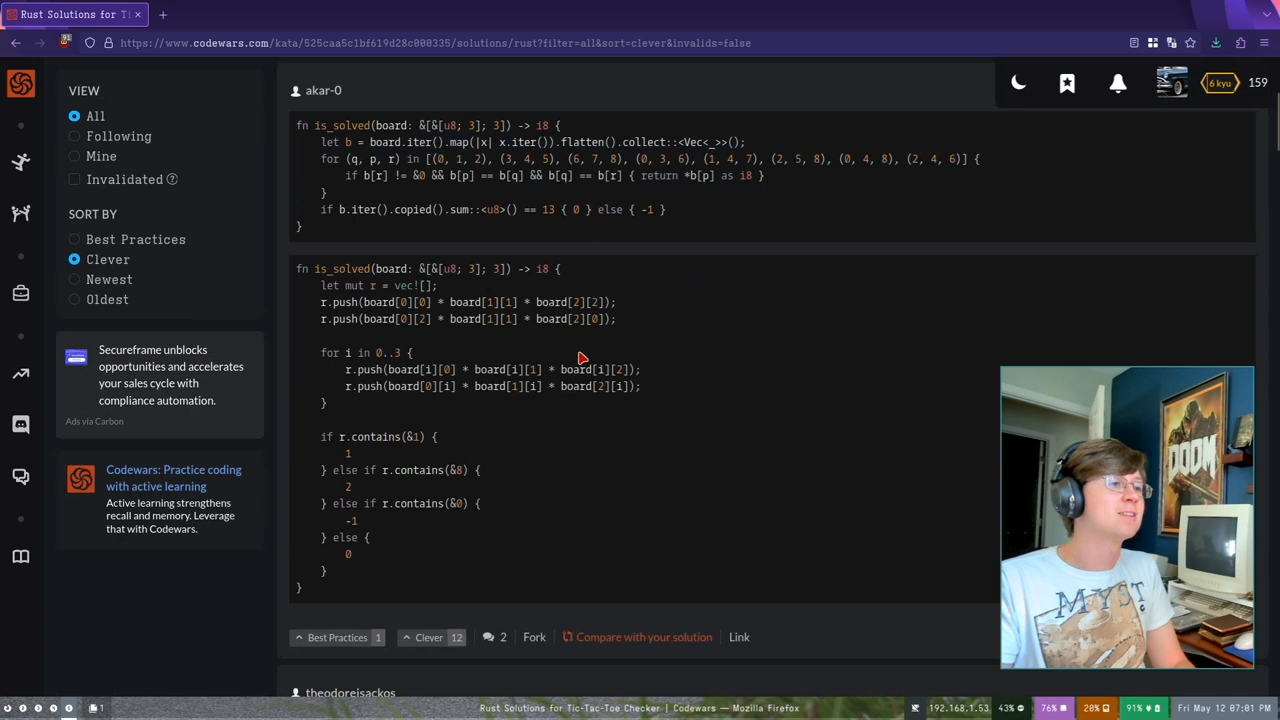 Rust Solutions for Ti
https://www.codewars.com/kata/525caa5c1bf619d28c000335/solutions/rust?filter=all&sort=clever&invalids=false
VIEW
All
Following
Mine
Invalidated
SORT BY
Best Practices
Clever
Newest
Oldest
Secureframe unblocks
opportunities and accelerates
your sales cycle with
compliance automation.
Ads via Carbon
Codewars: Practice coding
with active learning
Active learning strengthens
recall and memory. Leverage
that with Codewars.
6 kyu
159
akar-0
fn is_solved(board: &[&[u8; 3]; 3]) -> i8 {
let b = board.iter().map(|x| x.iter()).flatten().collect::<Vec<_>>();
for (q, p, r) in [(0, 1, 2), (3, 4, 5), (6, 7, 8), (0, 3, 6), (1, 4, 7), (2, 5, 8), (0, 4, 8), (2, 4, 6)] {
if b[r] != &0 && b[p] == b[q] && b[q] == b[r] { return *b[p] as i8 }
}
if b.iter().copied().sum::<u8>() == 13 { 0 } else { -1 }
}
fn is_solved(board: &[&[u8; 3]; 3]) -> i8 {
let mut r = vec![];
r.push(board[0][0] * board[1][1] * board[2][2]);
r.push(board[0][2] * board[1][1] * board[2][0]);
for i in 0..3 {
r.push(board[i][0] * board[i][1] * board[i][2]);
r.push(board[0][i] * board[1][i] * board[2][i]);
}
if r.contains(&1) {
1
} else if r.contains(&8) {
2
} else if r.contains(&0) {
-1
} else {
0
}
}
Best Practices 1 Clever 12 2 Fork Compare with your solution Link
theodoreisackos
DOOM
MYST
1 Rust Solutions for Tic-Tac-Toe Checker | Codewars — Mozilla Firefox 192.168.1.53 43% 76% 20% 91% Fri May 12 07:01 PM